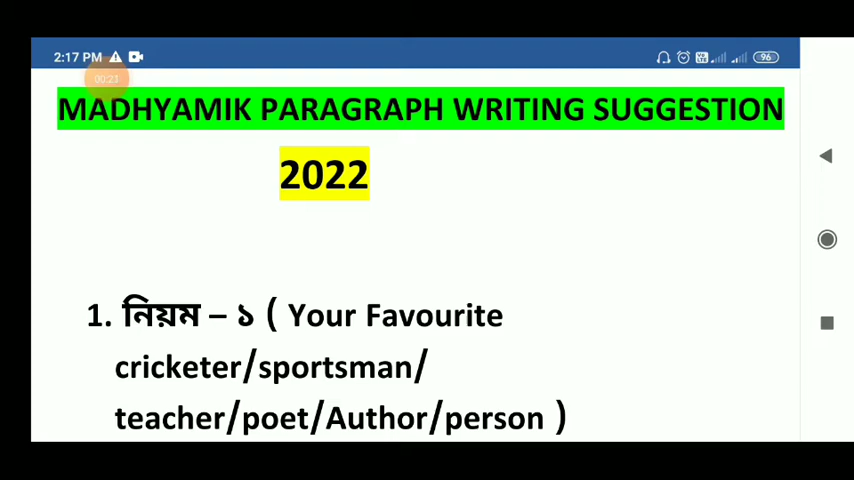 2:17 PM 96
00:21
MADHYAMIK PARAGRAPH WRITING SUGGESTION
2022
1. নিয়ম – ১ ( Your Favourite
cricketer/sportsman/
teacher/poet/Author/person )